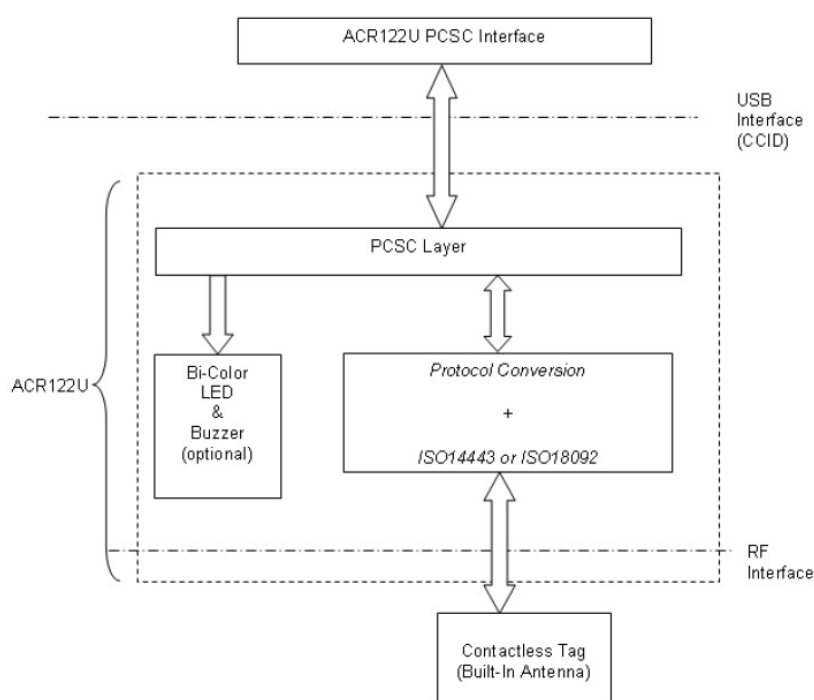 ACR122U PCSC Interface
USB
Interface
(CCID)
PCSC Layer
ACR122U
Bi-Color
LED
&
Buzzer
(optional)
Protocol Conversion
+
ISO14443 or ISO18092
RF
Interface
Contactless Tag
(Built-In Antenna)